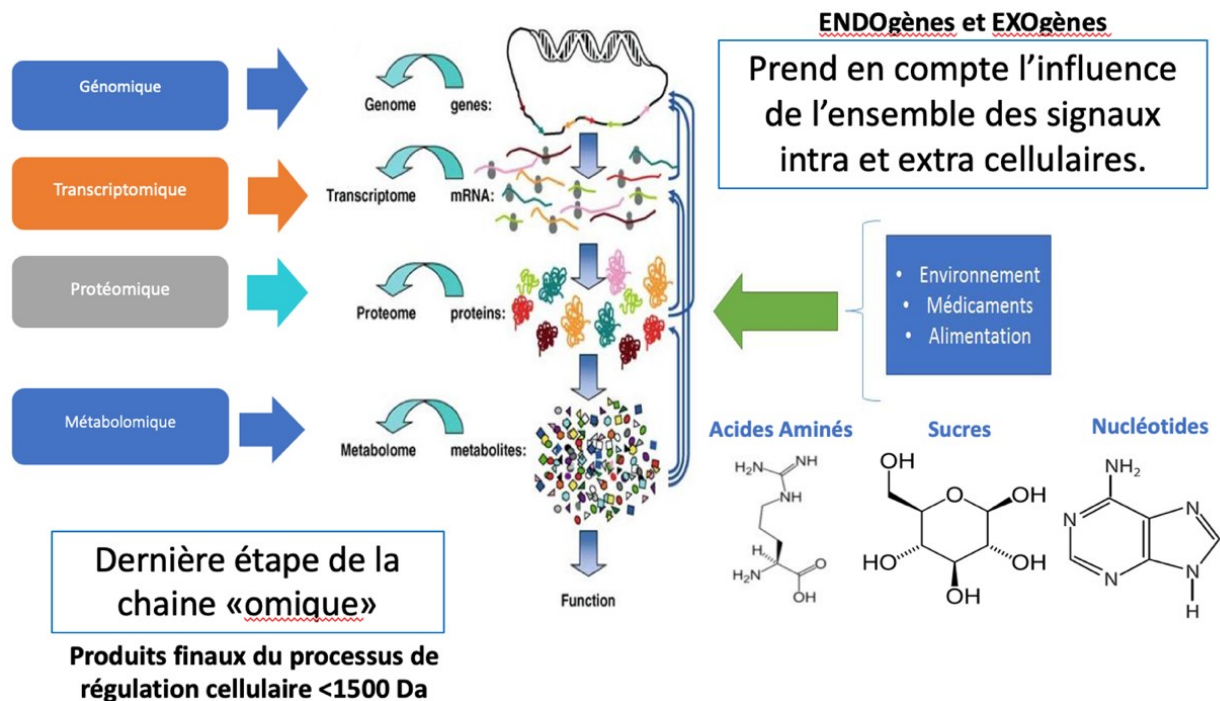 ENDOgènes et EXOgènes
Prend en compte l'influence
de l'ensemble des signaux
intra et extra cellulaires.
Génomique
Genome
genes:
Transcriptomique
Transcriptome
mRNA:
Protéomique
Proteome
proteins:
• Environnement
• Médicaments
• Alimentation
Métabolomique
Metabolome
metabolites:
Function
Acides Aminés
Sucres
Nucléotides
H₂N
NH
NH
H
H₂N
O
OH
OH
O
OH
HO
OH
OH
NH₂
N
N
N
N
H
Dernière étape de la
chaine «omique»
Produits finaux du processus de
régulation cellulaire <1500 Da